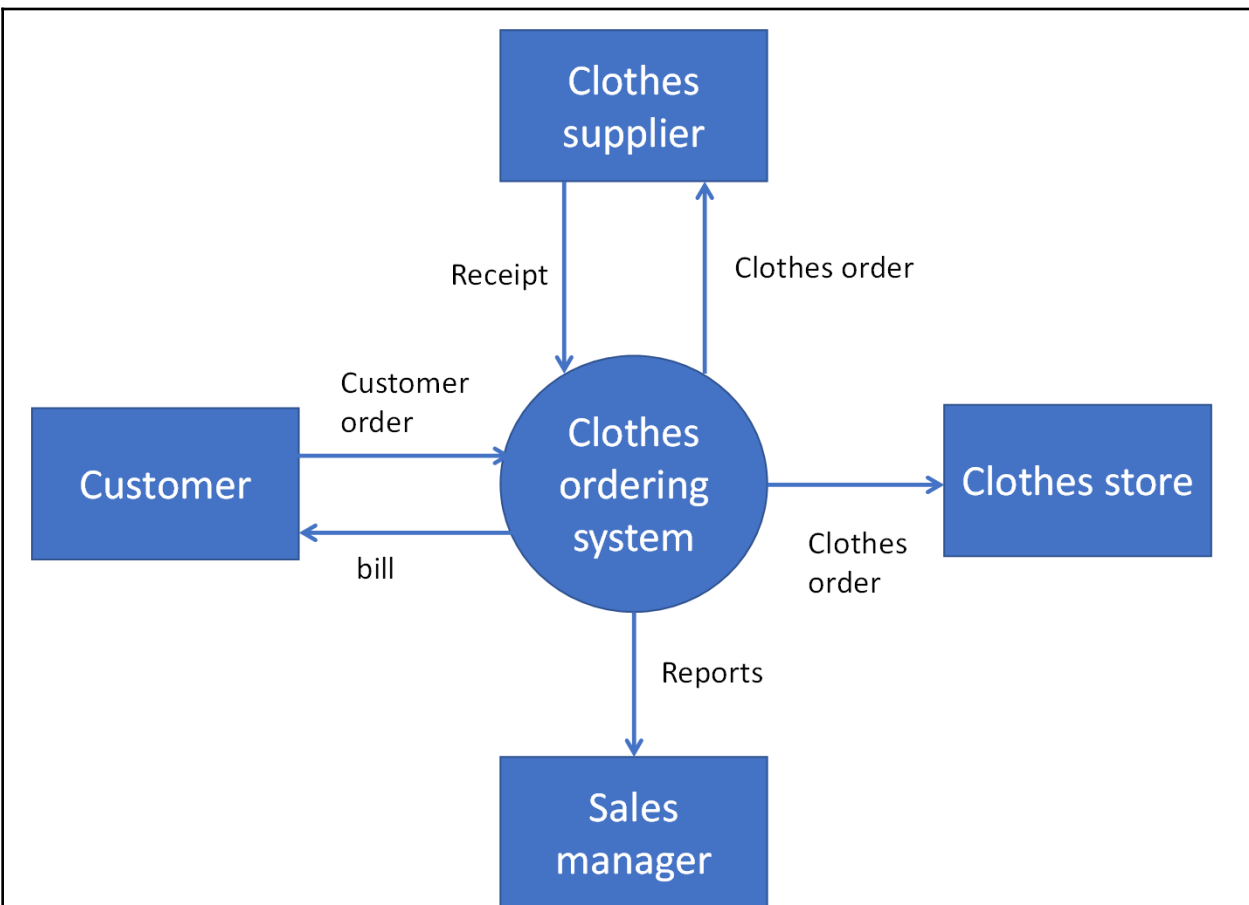 Clothes
supplier
Receipt
Clothes order
Customer
order
Customer
bill
Clothes
ordering
system
Clothes store
Clothes
order
Reports
Sales
manager